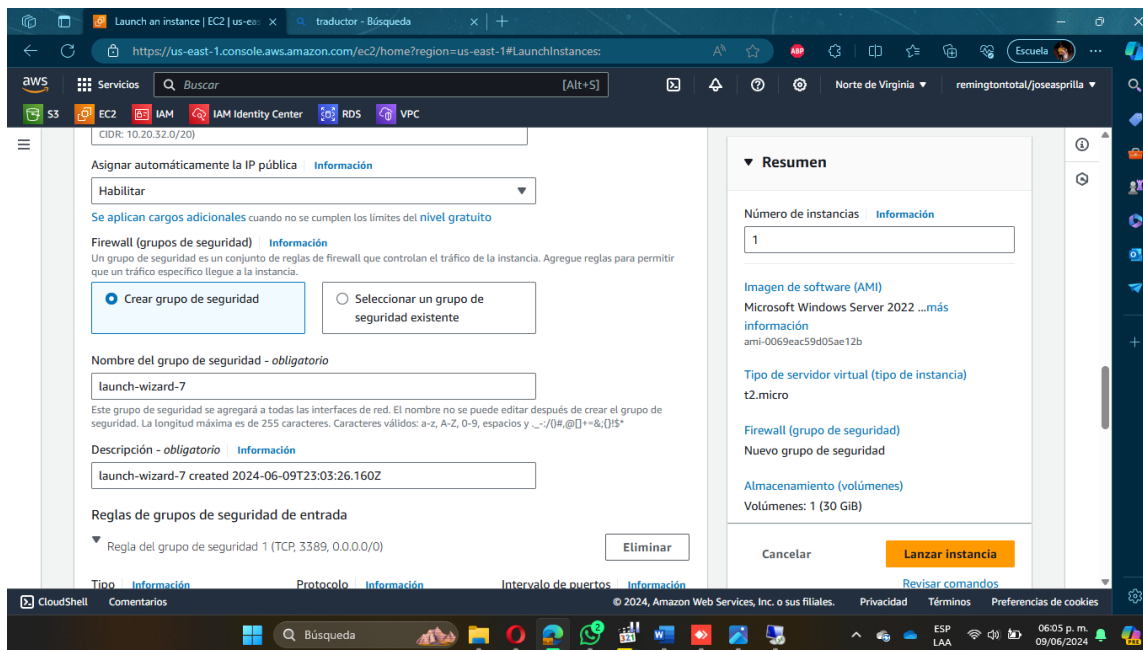 Launch an instance | EC2 | us-eas
traductor - Búsqueda
https://us-east-1.console.aws.amazon.com/ec2/home?region=us-east-1#LaunchInstances:
ABP
Escuela
aws
Servicios
Buscar
[Alt+S]
Norte de Virginia
remingtontotal/joseasprilla
S3
EC2
IAM
IAM Identity Center
RDS
VPC
CIDR: 10.20.32.0/20)
Asignar automáticamente la IP pública Información
Habilitar
Se aplican cargos adicionales cuando no se cumplen los límites del nivel gratuito
Firewall (grupos de seguridad) Información
Un grupo de seguridad es un conjunto de reglas de firewall que controlan el tráfico de la instancia. Agregue reglas para permitir
que un tráfico específico llegue a la instancia.
Crear grupo de seguridad
Seleccionar un grupo de
seguridad existente
Nombre del grupo de seguridad - obligatorio
launch-wizard-7
Este grupo de seguridad se agregará a todas las interfaces de red. El nombre no se puede editar después de crear el grupo de
seguridad. La longitud máxima es de 255 caracteres. Caracteres válidos: a-z, A-Z, 0-9, espacios y ._-:/()#,@[]+=&;{}!$*
Descripción - obligatorio Información
launch-wizard-7 created 2024-06-09T23:03:26.160Z
Reglas de grupos de seguridad de entrada
Regla del grupo de seguridad 1 (TCP, 3389, 0.0.0.0/0)
Eliminar
Tipo Información
Protocolo Información
Intervalo de puertos Información
Resumen
Número de instancias Información
1
Imagen de software (AMI)
Microsoft Windows Server 2022 ...más
información
ami-0069eac59d05ae12b
Tipo de servidor virtual (tipo de instancia)
t2.micro
Firewall (grupo de seguridad)
Nuevo grupo de seguridad
Almacenamiento (volúmenes)
Volúmenes: 1 (30 GiB)
Cancelar
Lanzar instancia
Revisar comandos
CloudShell
Comentarios
© 2024, Amazon Web Services, Inc. o sus filiales.
Privacidad
Términos
Preferencias de cookies
Búsqueda
2
321
ESP
LAA
06:05 p. m.
09/06/2024